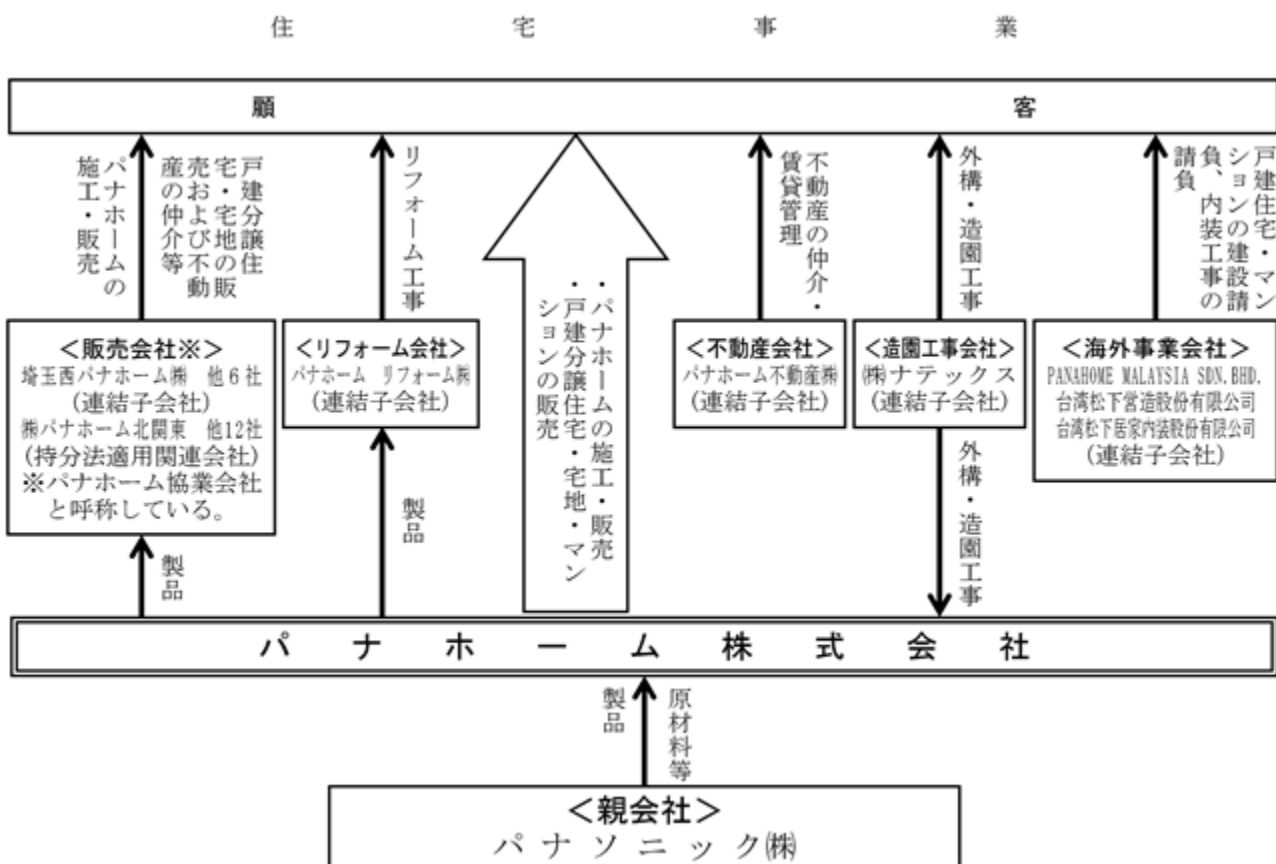 住宅事業
顧客
パナホームの
施工・販売
戸建分譲住
宅・宅地の販
売および不動
産の仲介等
リフォーム工事
・パナホームの施工・販売
・戸建分譲住宅・宅地・マン
ションの販売
不動産の仲介・
賃貸管理
外構・造園工事
戸建住宅・マン
ションの建設請
負、内装工事の
請負
＜販売会社※＞
埼玉西パナホーム㈱ 他６社
(連結子会社)
㈱パナホーム北関東 他12社
(持分法適用関連会社)
※パナホーム協業会社
と呼称している。
＜リフォーム会社＞
パナホーム リフォーム㈱
(連結子会社)
＜不動産会社＞
パナホーム不動産㈱
(連結子会社)
＜造園工事会社＞
㈱ナテックス
(連結子会社)
＜海外事業会社＞
PANAHOME MALAYSIA SDN.BHD.
台湾松下営造股份有限公司
台湾松下居家内装股份有限公司
(連結子会社)
製品
製品
外構・造園工事
パナホーム株式会社
製品
原材料等
＜親会社＞
パナソニック㈱